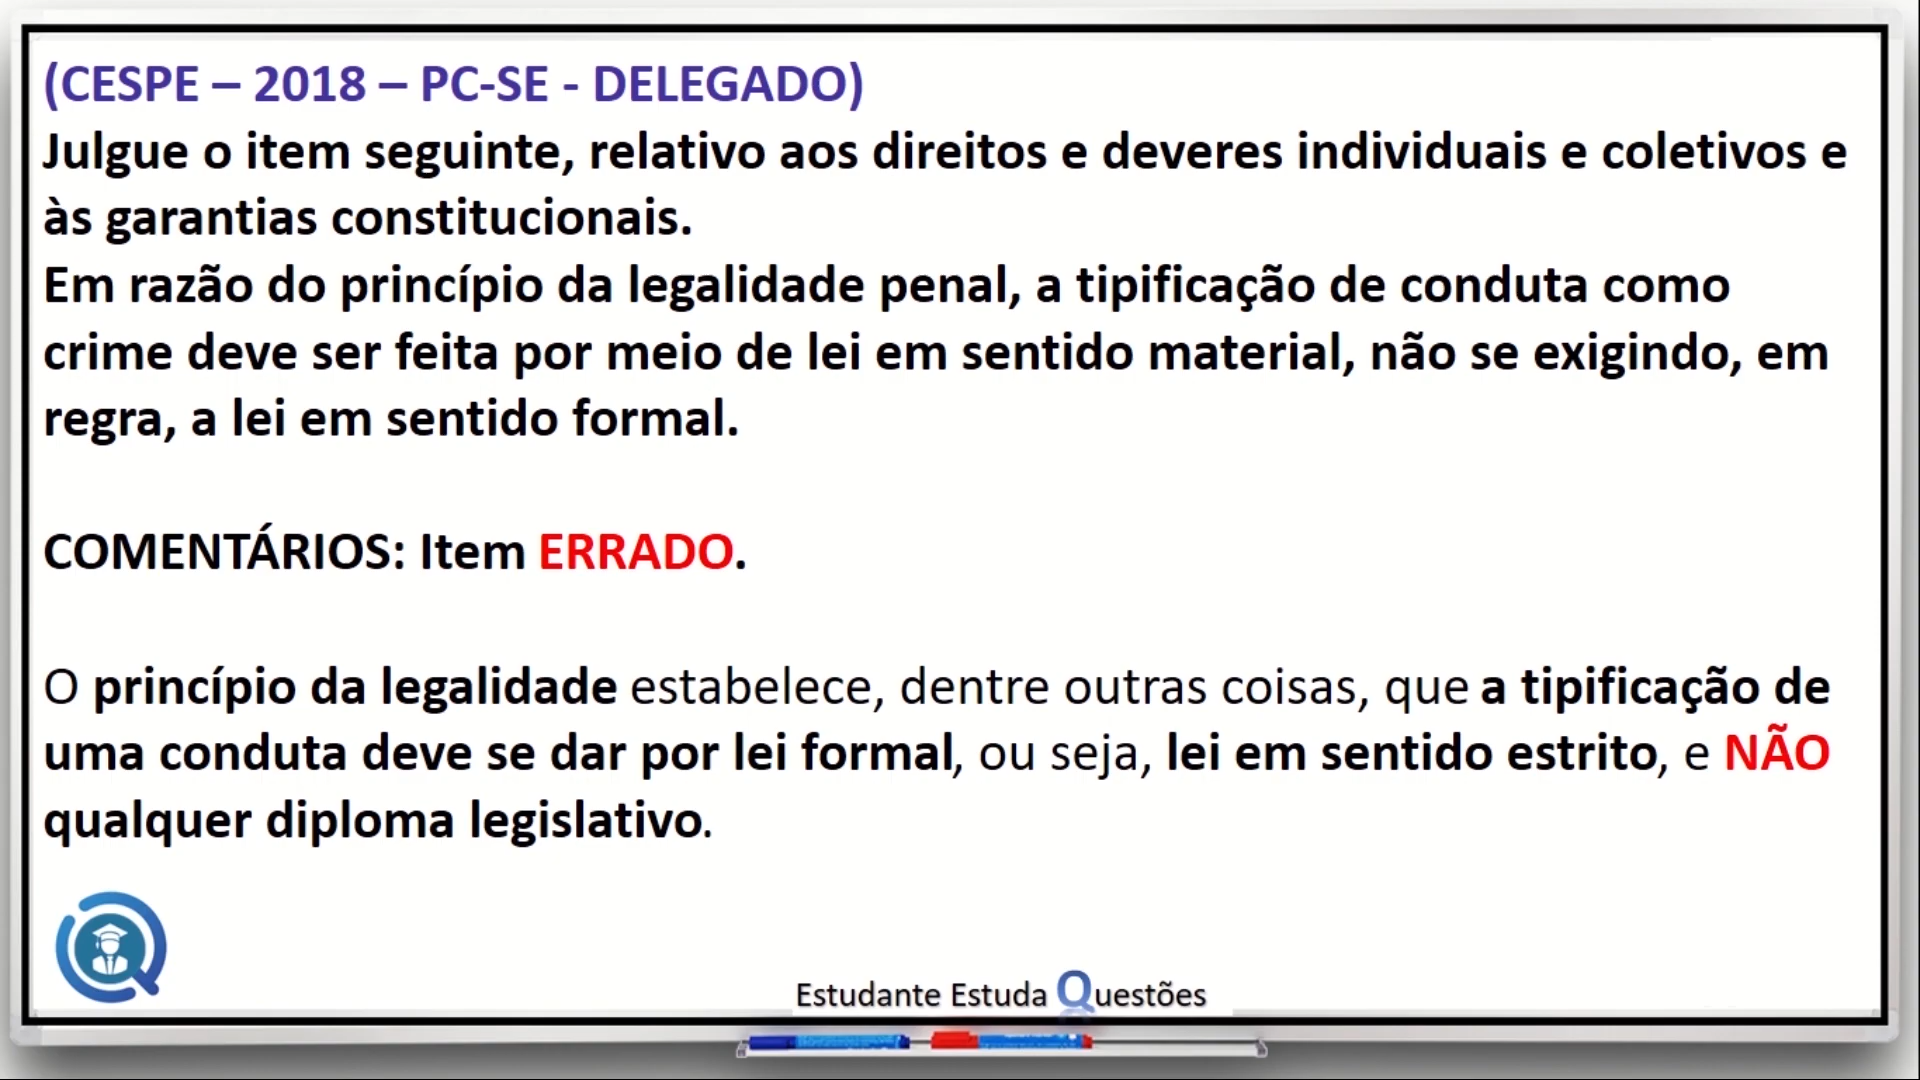 (CESPE – 2018 – PC-SE - DELEGADO)
Julgue o item seguinte, relativo aos direitos e deveres individuais e coletivos e
às garantias constitucionais.
Em razão do princípio da legalidade penal, a tipificação de conduta como
crime deve ser feita por meio de lei em sentido material, não se exigindo, em
regra, a lei em sentido formal.
COMENTÁRIOS: Item ERRADO.
O princípio da legalidade estabelece, dentre outras coisas, que a tipificação de
uma conduta deve se dar por lei formal, ou seja, lei em sentido estrito, e NÃO
qualquer diploma legislativo.
Estudante Estuda Questões